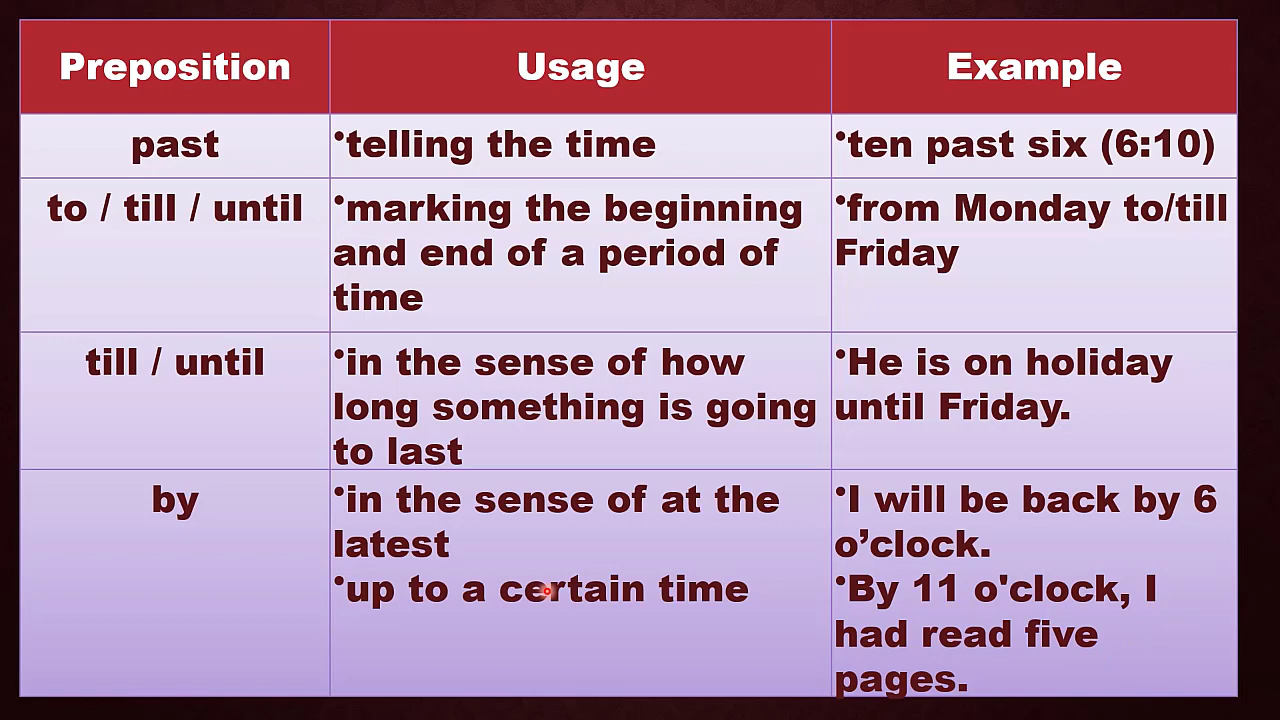 Preposition Usage Example
past •telling the time •ten past six (6:10)
to / till / until •marking the beginning •from Monday to/till
and end of a period of Friday
time
till / until •in the sense of how •He is on holiday
long something is going until Friday.
to last
by •in the sense of at the •I will be back by 6
latest o’clock.
•up to a certain time •By 11 o'clock, I
had read five
pages.